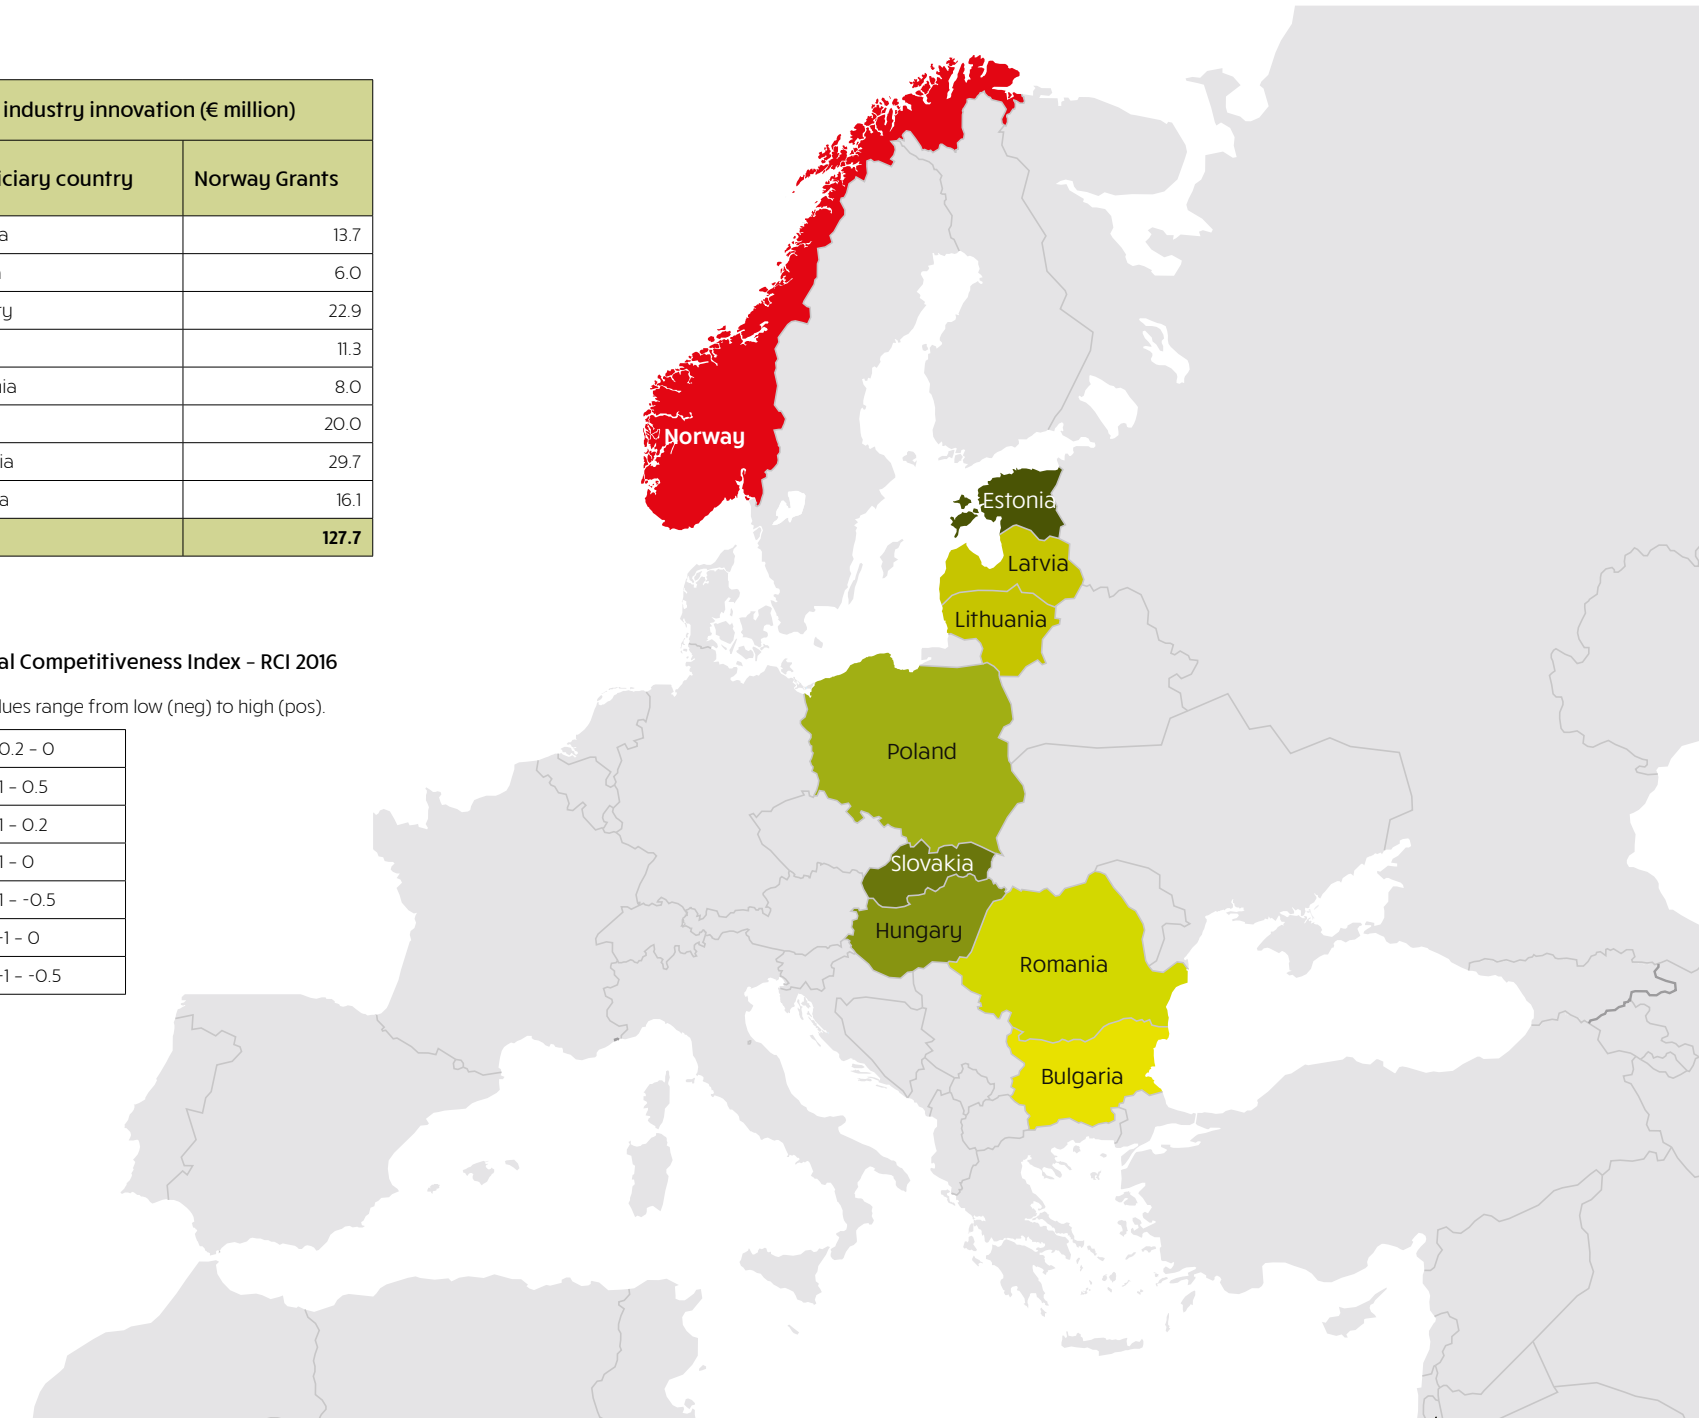 industry innovation (€ million)
iciary country Norway Grants
a 13.7
6.0
ry 22.9
11.3
nia 8.0
20.0
ia 29.7
a 16.1
127.7
al Competitiveness Index – RCI 2016
lues range from low (neg) to high (pos).
0.2 – 0
1 – 0.5
1 – 0.2
1 – 0
1 – -0.5
-1 – 0
-1 – -0.5
Norway
Estonia
Latvia
Lithuania
Poland
Slovakia
Hungary
Romania
Bulgaria